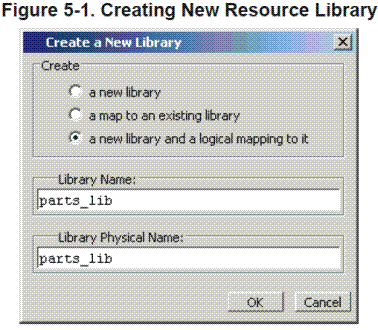 Figure 5-1. Creating New Resource Library
Create a New Library
Create
a new library
a map to an existing library
a new library and a logical mapping to it
Library Name:
parts_lib
Library Physical Name:
parts_lib
OK Cancel